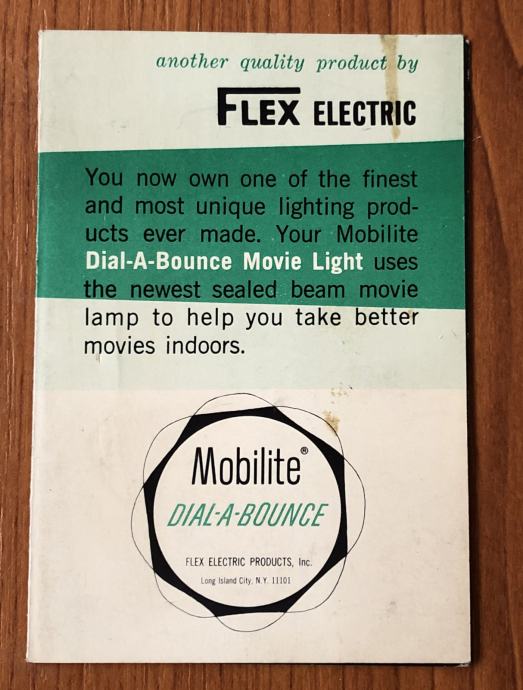 another quality product by
FLEX ELECTRIC
You now own one of the finest
and most unique lighting prod-
ucts ever made. Your Mobilite
Dial-A-Bounce Movie Light uses
the newest sealed beam movie
lamp to help you take better
movies indoors.
Mobilite®
DIAL-A-BOUNCE
FLEX ELECTRIC PRODUCTS, Inc.
Long Island City, N.Y. 11101